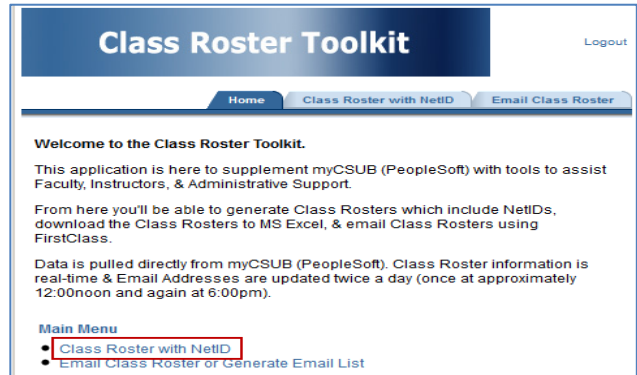 Class Roster Toolkit
Logout
Home
Class Roster with NetID
Email Class Roster
Welcome to the Class Roster Toolkit.
This application is here to supplement myCSUB (PeopleSoft) with tools to assist
Faculty, Instructors, & Administrative Support.
From here you'll be able to generate Class Rosters which include NetIDs,
download the Class Rosters to MS Excel, & email Class Rosters using
FirstClass.
Data is pulled directly from myCSUB (PeopleSoft). Class Roster information is
real-time & Email Addresses are updated twice a day (once at approximately
12:00noon and again at 6:00pm).
Main Menu
• Class Roster with NetID
• Email Class Roster or Generate Email List